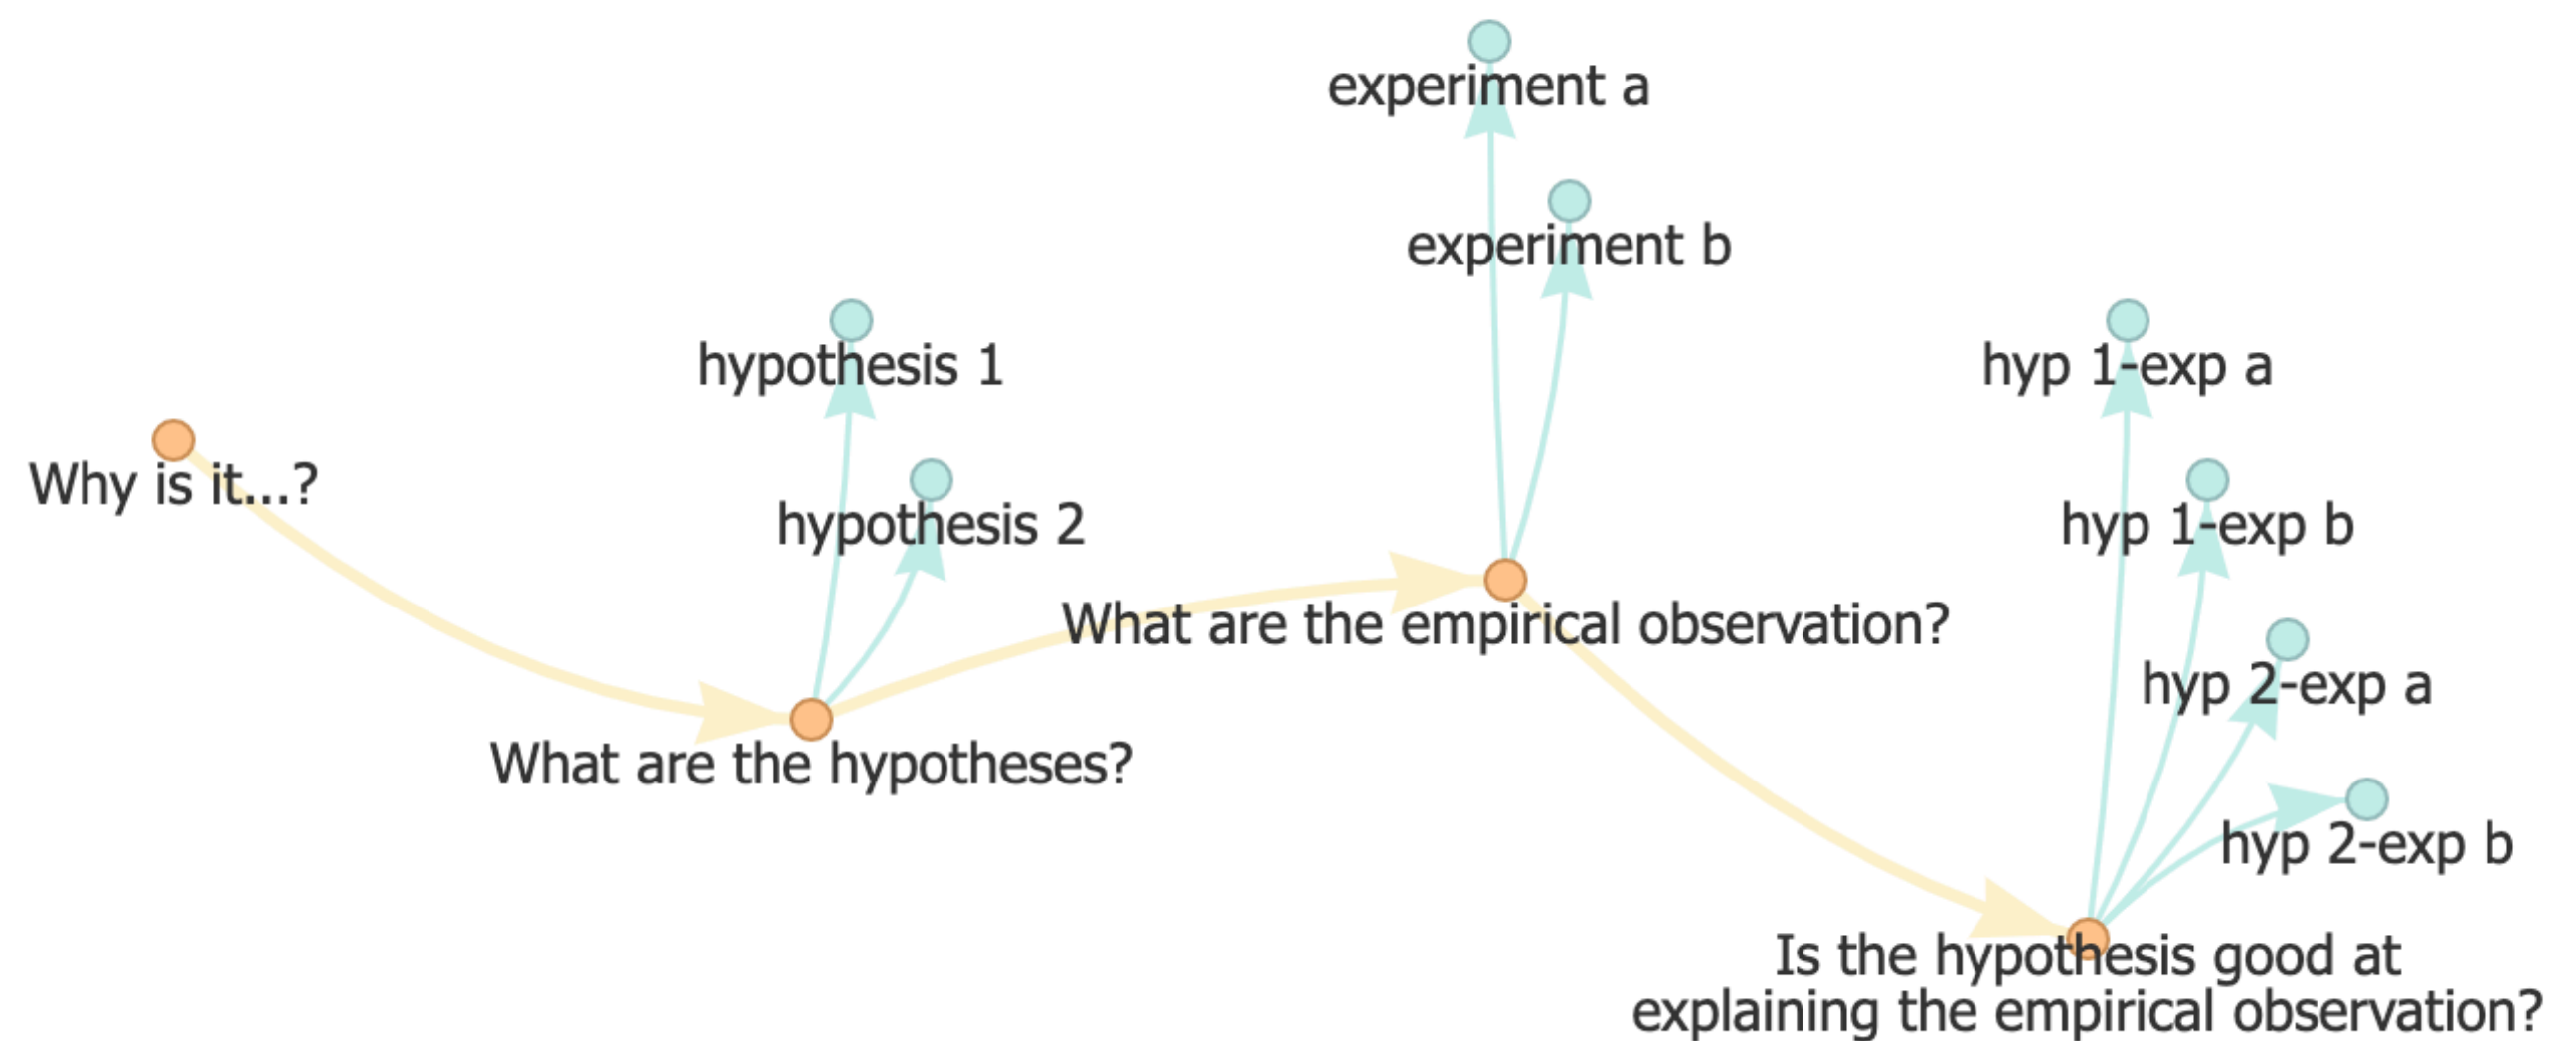 Why is it...?
What are the hypotheses?
hypothesis 1
hypothesis 2
What are the empirical observation?
experiment a
experiment b
Is the hypothesis good at
explaining the empirical observation?
hyp 1-exp a
hyp 1-exp b
hyp 2-exp a
hyp 2-exp b